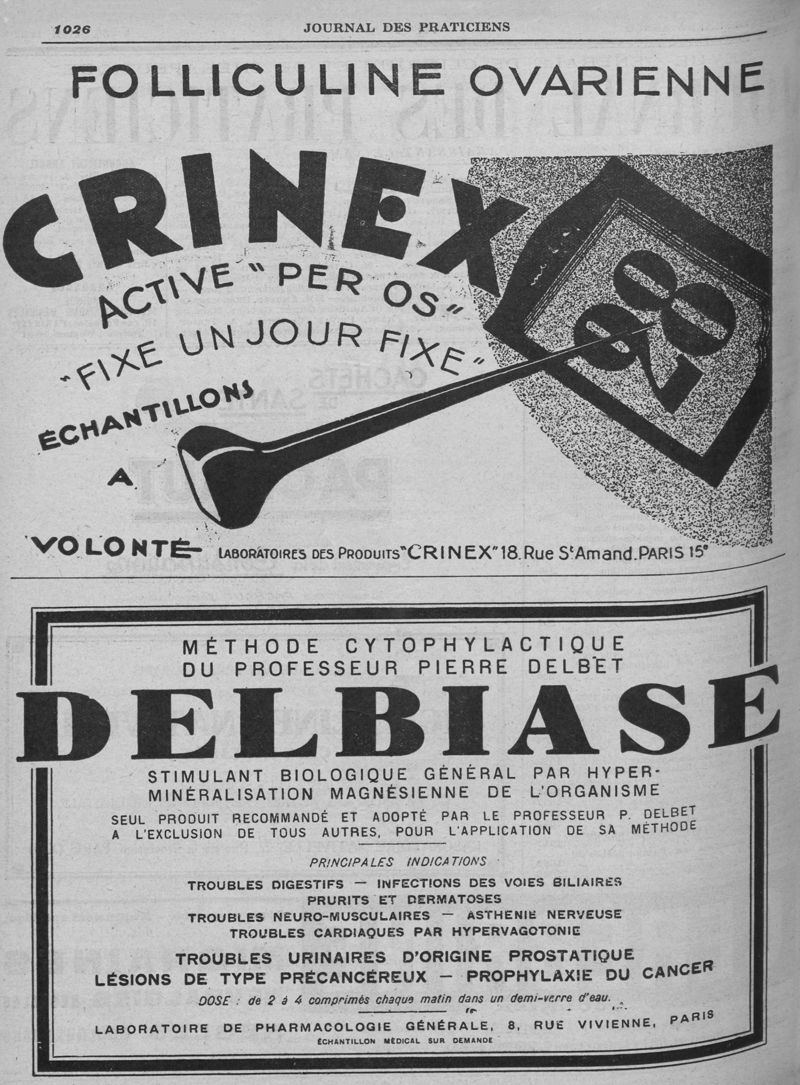 1026
JOURNAL DES PRATICIENS
FOLLICULINE OVARIENNE
CRINEX
ACTIVE "PER OS"
"FIXE UN JOUR FIXE"
28
ÉCHANTILLONS
A
VOLONTÉ
LABORATOIRES DES PRODUITS "CRINEX" 18. Rue St Amand. PARIS 15e
MÉTHODE CYTOPHYLACTIQUE
DU PROFESSEUR PIERRE DELBET
DELBIASE
STIMULANT BIOLOGIQUE GÉNÉRAL PAR HYPER-
MINÉRALISATION MAGNÉSIENNE DE L'ORGANISME
SEUL PRODUIT RECOMMANDÉ ET ADOPTÉ PAR LE PROFESSEUR P. DELBET
A L'EXCLUSION DE TOUS AUTRES, POUR L'APPLICATION DE SA MÉTHODE
PRINCIPALES INDICATIONS
TROUBLES DIGESTIFS — INFECTIONS DES VOIES BILIAIRES
PRURITS ET DERMATOSES
TROUBLES NEURO-MUSCULAIRES — ASTHÉNIE NERVEUSE
TROUBLES CARDIAQUES PAR HYPERVAGOTONIE
TROUBLES URINAIRES D'ORIGINE PROSTATIQUE
LÉSIONS DE TYPE PRÉCANCÉREUX — PROPHYLAXIE DU CANCER
DOSE : de 2 à 4 comprimés chaque matin dans un demi-verre d'eau.
LABORATOIRE DE PHARMACOLOGIE GÉNÉRALE, 8, RUE VIVIENNE, PARIS
ÉCHANTILLON MÉDICAL SUR DEMANDE